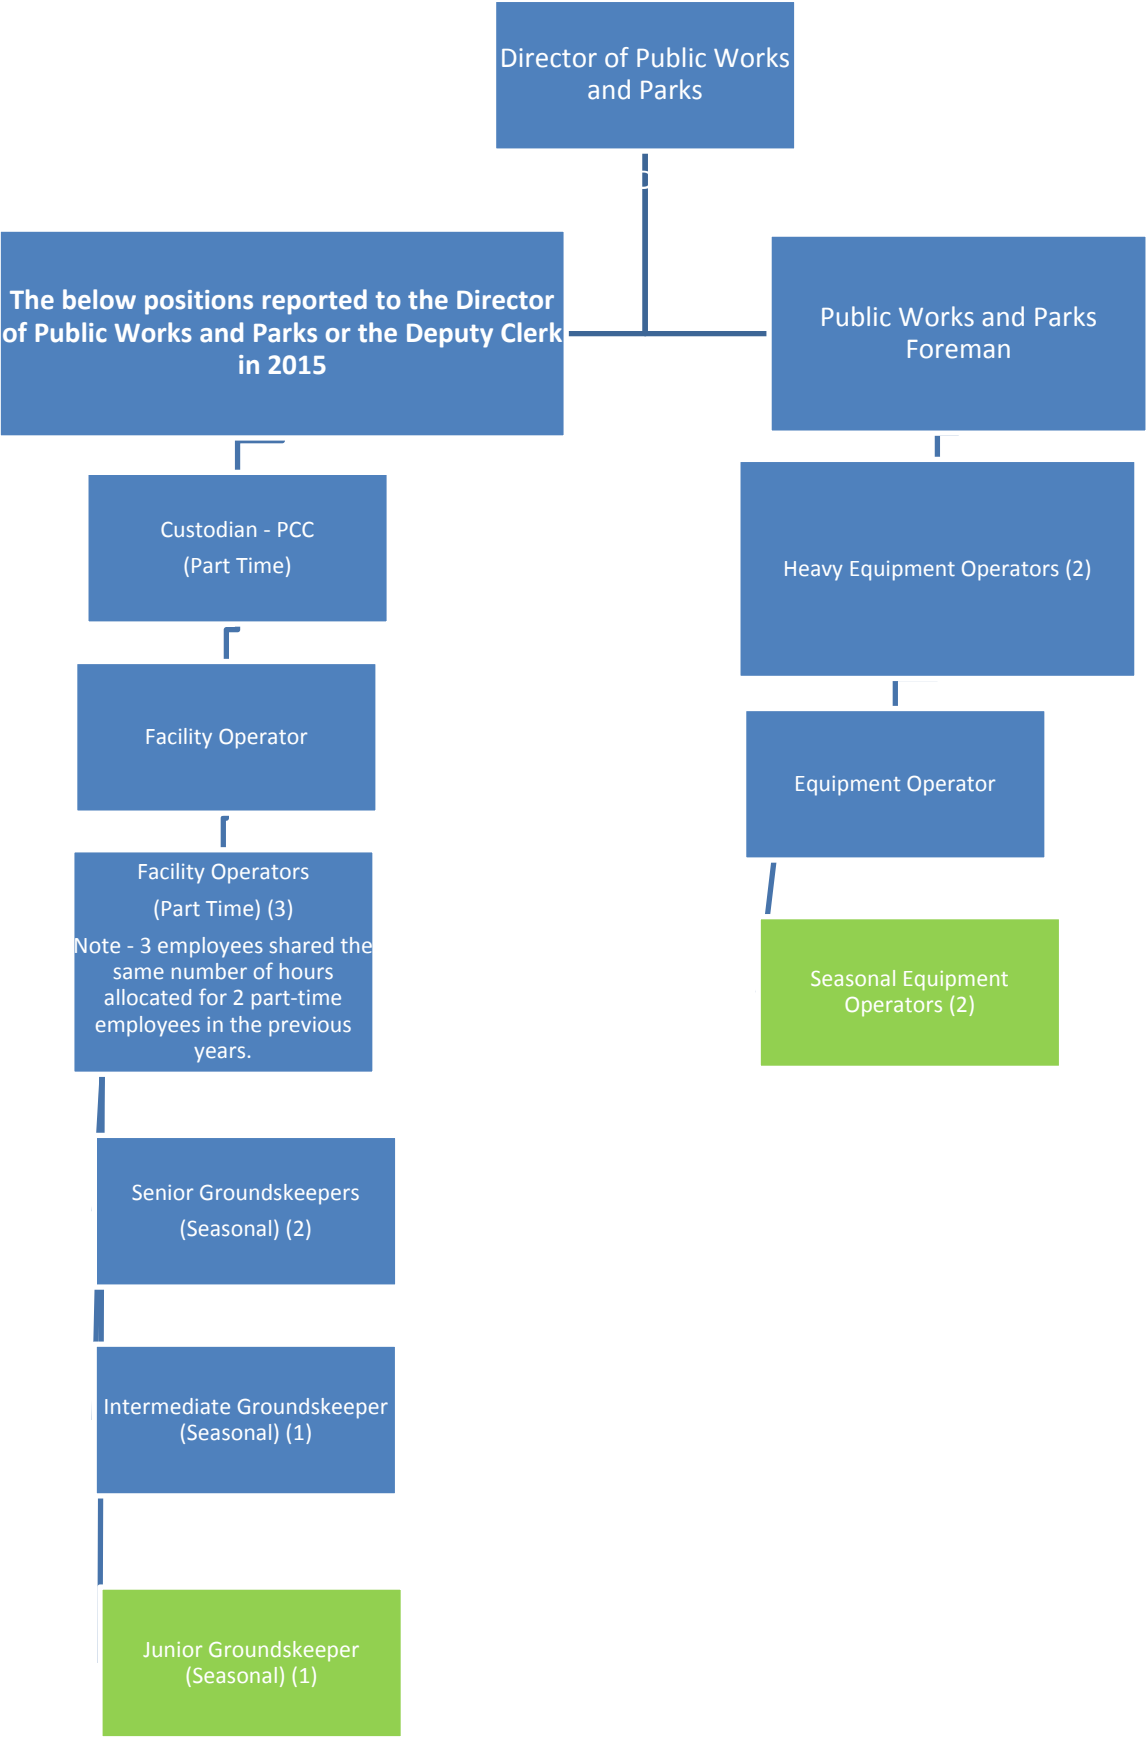 Director of Public Works
and Parks
The below positions reported to the Director
of Public Works and Parks or the Deputy Clerk
in 2015
Public Works and Parks
Foreman
Custodian - PCC
(Part Time)
Heavy Equipment Operators (2)
Facility Operator
Equipment Operator
Facility Operators
(Part Time) (3)
Note - 3 employees shared the
same number of hours
allocated for 2 part-time
employees in the previous
years.
Seasonal Equipment
Operators (2)
Senior Groundskeepers
(Seasonal) (2)
Intermediate Groundskeeper
(Seasonal) (1)
Junior Groundskeeper
(Seasonal) (1)